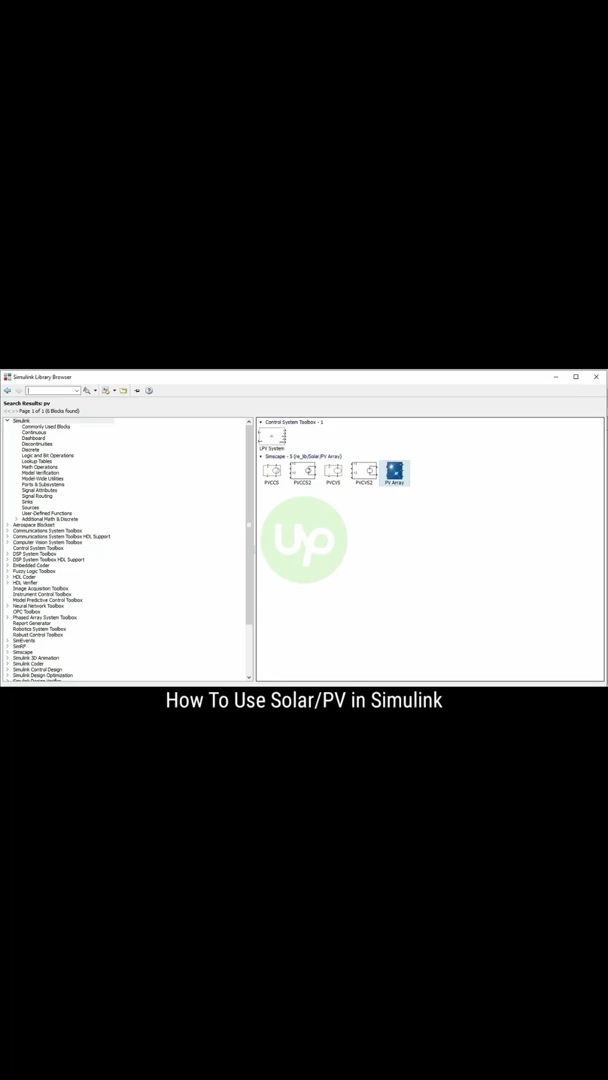 Simulink Library Browser
Search Results: pv
<< >> Page 1 of 1 (6 Blocks found)
Simulink
Commonly Used Blocks
Continuous
Dashboard
Discontinuities
Discrete
Logic and Bit Operations
Lookup Tables
Math Operations
Model Verification
Model-Wide Utilities
Ports & Subsystems
Signal Attributes
Signal Routing
Sinks
Sources
User-Defined Functions
Additional Math & Discrete
Aerospace Blockset
Communications System Toolbox
Communications System Toolbox HDL Support
Computer Vision System Toolbox
Control System Toolbox
DSP System Toolbox
DSP System Toolbox HDL Support
Embedded Coder
Fuzzy Logic Toolbox
HDL Coder
HDL Verifier
Image Acquisition Toolbox
Instrument Control Toolbox
Model Predictive Control Toolbox
Neural Network Toolbox
OPC Toolbox
Phased Array System Toolbox
Report Generator
Robotics System Toolbox
Robust Control Toolbox
SimEvents
SimRF
Simscape
Simulink 3D Animation
Simulink Coder
Simulink Control Design
Simulink Design Optimization
Simulink Design Verifier
Control System Toolbox - 1
LPV System
Simscape - 5 [re_lib/Solar/PV Array]
PVCCS PVCCS2 PVCVS PVCVS2 PV Array
up
How To Use Solar/PV in Simulink